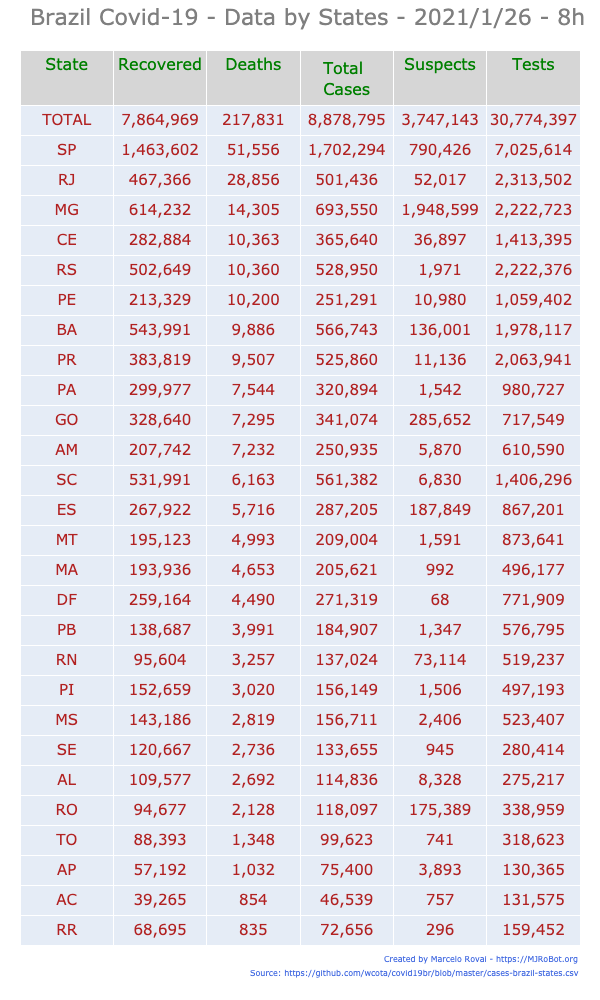 Brazil Covid-19 - Data by States - 2021/1/26 - 8h
State Recovered Deaths Total Cases Suspects Tests
TOTAL 7,864,969 217,831 8,878,795 3,747,143 30,774,397
SP 1,463,602 51,556 1,702,294 790,426 7,025,614
RJ 467,366 28,856 501,436 52,017 2,313,502
MG 614,232 14,305 693,550 1,948,599 2,222,723
CE 282,884 10,363 365,640 36,897 1,413,395
RS 502,649 10,360 528,950 1,971 2,222,376
PE 213,329 10,200 251,291 10,980 1,059,402
BA 543,991 9,886 566,743 136,001 1,978,117
PR 383,819 9,507 525,860 11,136 2,063,941
PA 299,977 7,544 320,894 1,542 980,727
GO 328,640 7,295 341,074 285,652 717,549
AM 207,742 7,232 250,935 5,870 610,590
SC 531,991 6,163 561,382 6,830 1,406,296
ES 267,922 5,716 287,205 187,849 867,201
MT 195,123 4,993 209,004 1,591 873,641
MA 193,936 4,653 205,621 992 496,177
DF 259,164 4,490 271,319 68 771,909
PB 138,687 3,991 184,907 1,347 576,795
RN 95,604 3,257 137,024 73,114 519,237
PI 152,659 3,020 156,149 1,506 497,193
MS 143,186 2,819 156,711 2,406 523,407
SE 120,667 2,736 133,655 945 280,414
AL 109,577 2,692 114,836 8,328 275,217
RO 94,677 2,128 118,097 175,389 338,959
TO 88,393 1,348 99,623 741 318,623
AP 57,192 1,032 75,400 3,893 130,365
AC 39,265 854 46,539 757 131,575
RR 68,695 835 72,656 296 159,452
Created by Marcelo Rovai - https://MJRoBot.org
Source: https://github.com/wcota/covid19br/blob/master/cases-brazil-states.csv